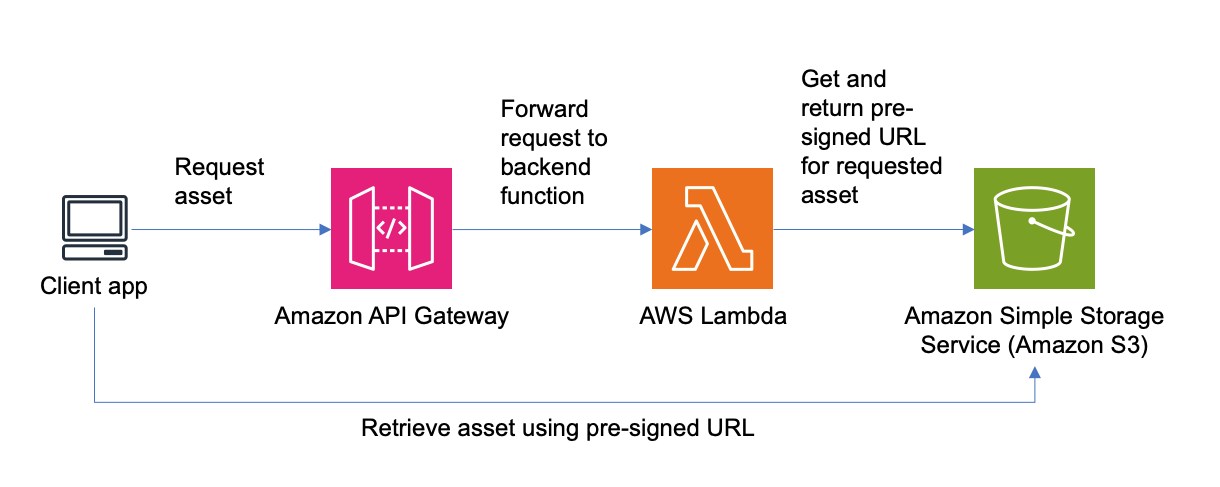 Request
asset
Forward
request to
backend
function
Get and
return pre-
signed URL
for requested
asset
</>
Client app
Amazon API Gateway
AWS Lambda
Amazon Simple Storage
Service (Amazon S3)
Retrieve asset using pre-signed URL